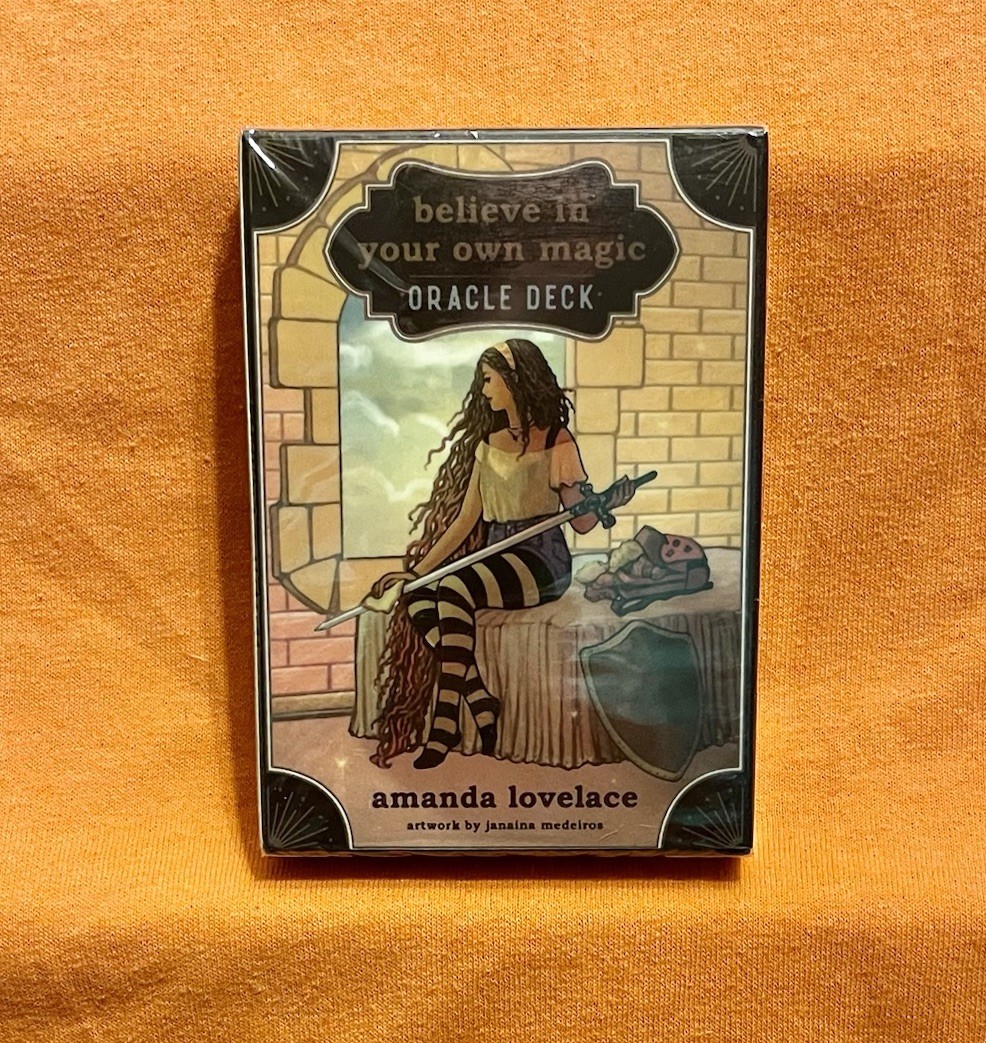 believe in
your own magic
ORACLE DECK
amanda lovelace
artwork by janaina medeiros